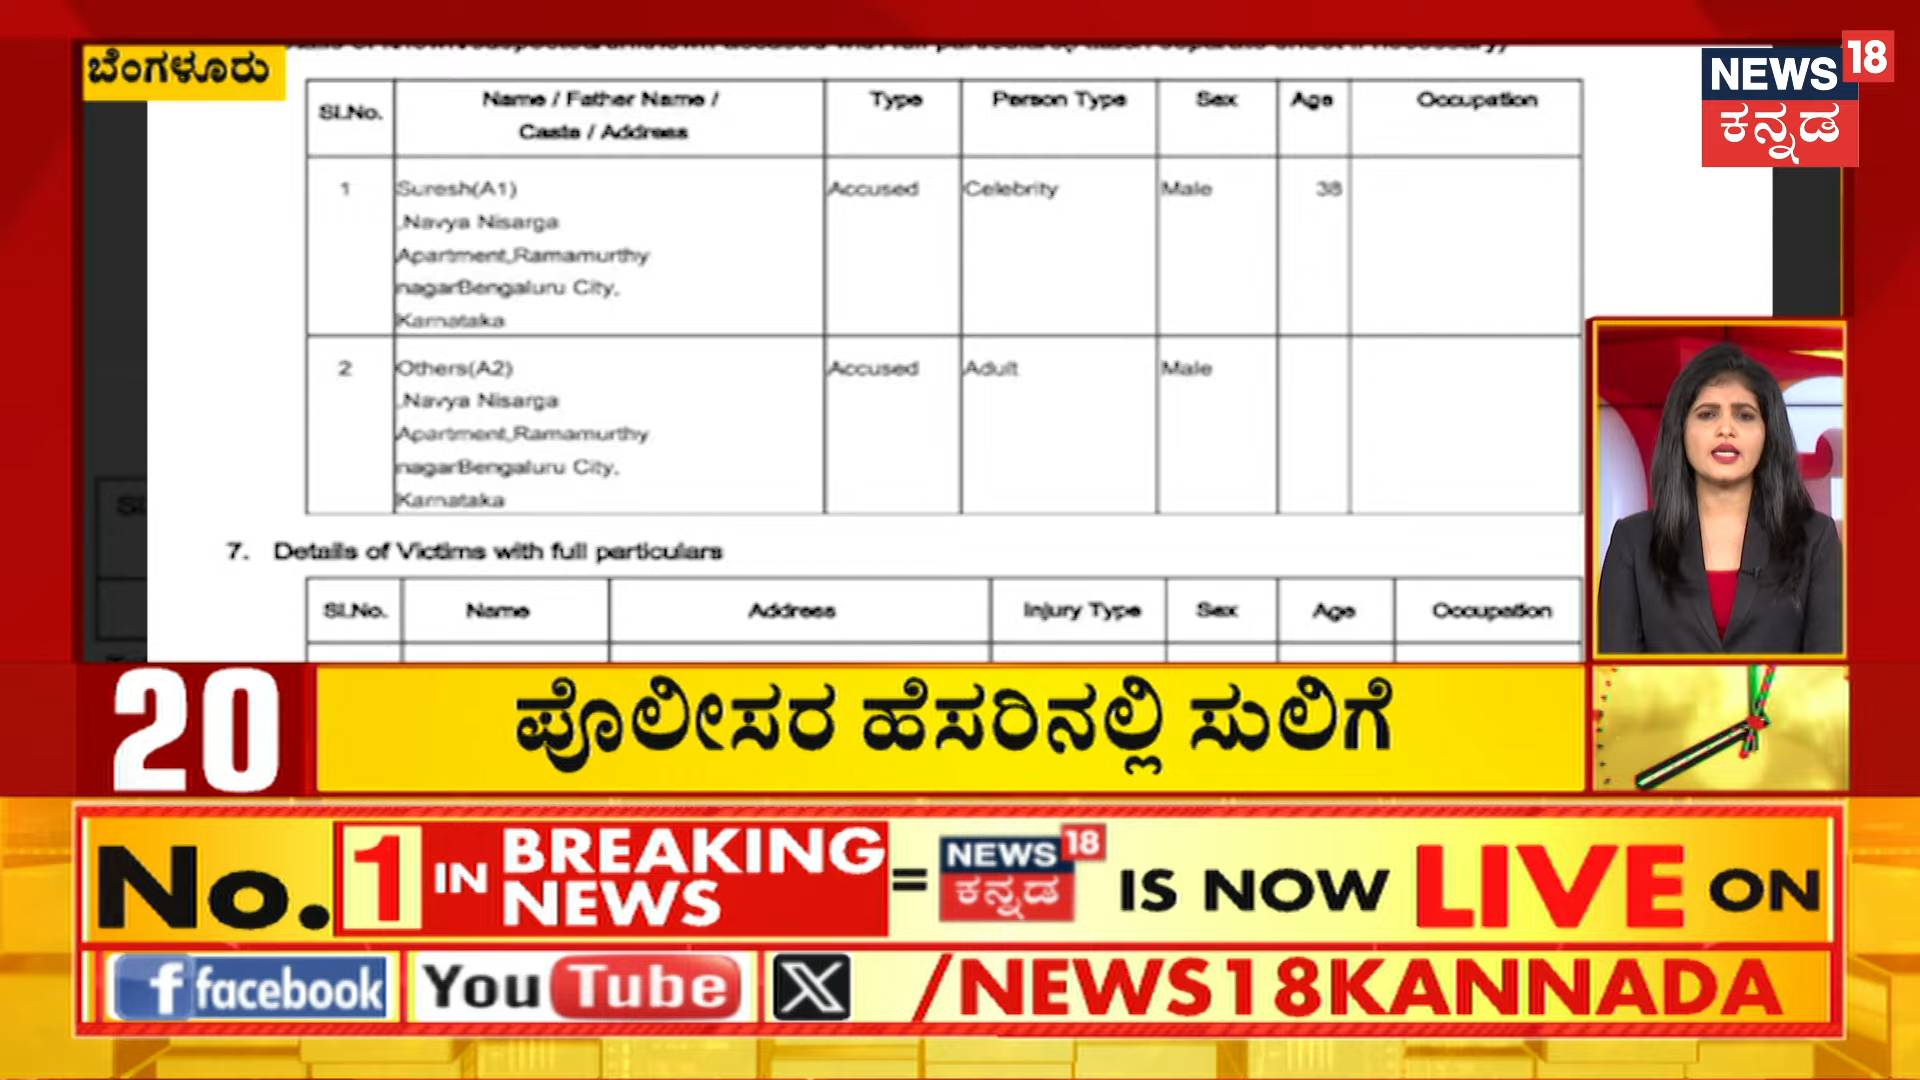 ಬೆಂಗಳೂರು
NEWS 18
ಕನ್ನಡ
Sl.No.
Name / Father Name /
Caste / Address
Type
Person Type
Sex
Age
Occupation
1
Suresh(A1)
,Navya Nisarga
Apartment,Ramamurthy
nagarBengaluru City,
Karnataka
Accused
Celebrity
Male
38
2
Others(A2)
,Navya Nisarga
Apartment,Ramamurthy
nagarBengaluru City,
Karnataka
Accused
Adult
Male
7. Details of Victims with full particulars
Sl.No.
Name
Address
Injury Type
Sex
Age
Occupation
20
ಪೊಲೀಸರ ಹೆಸರಿನಲ್ಲಿ ಸುಲಿಗೆ
No. 1 IN BREAKING NEWS = NEWS 18 ಕನ್ನಡ IS NOW LIVE ON
facebook YouTube X /NEWS18KANNADA